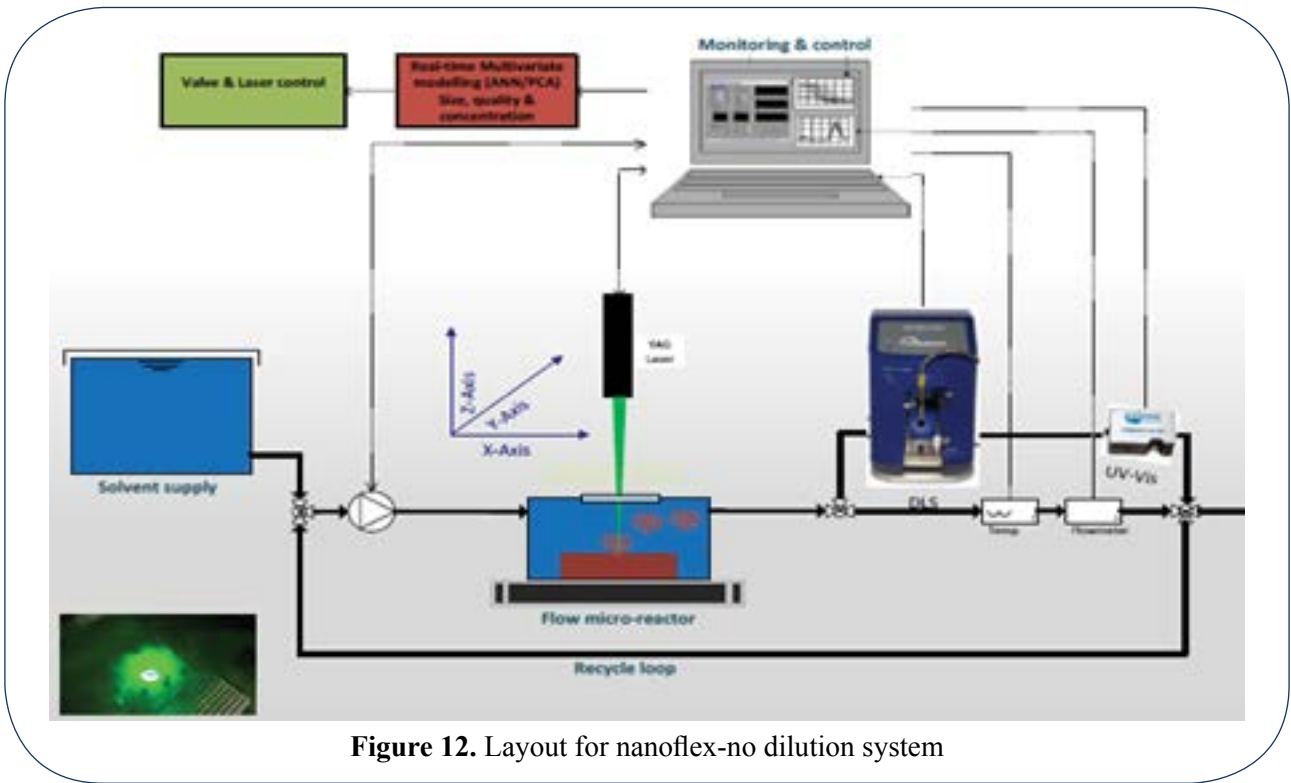 Monitoring & control
Valve & Laser control
Real-time Multivariate
modelling (ANN/PCA)
Size, quality &
concentration
YAG
Laser
Z-Axis
Y-Axis
X-Axis
Solvent supply
DLS
UV-Vis
Temp
Flowmeter
Flow micro-reactor
Recycle loop
Figure 12. Layout for nanoflex-no dilution system